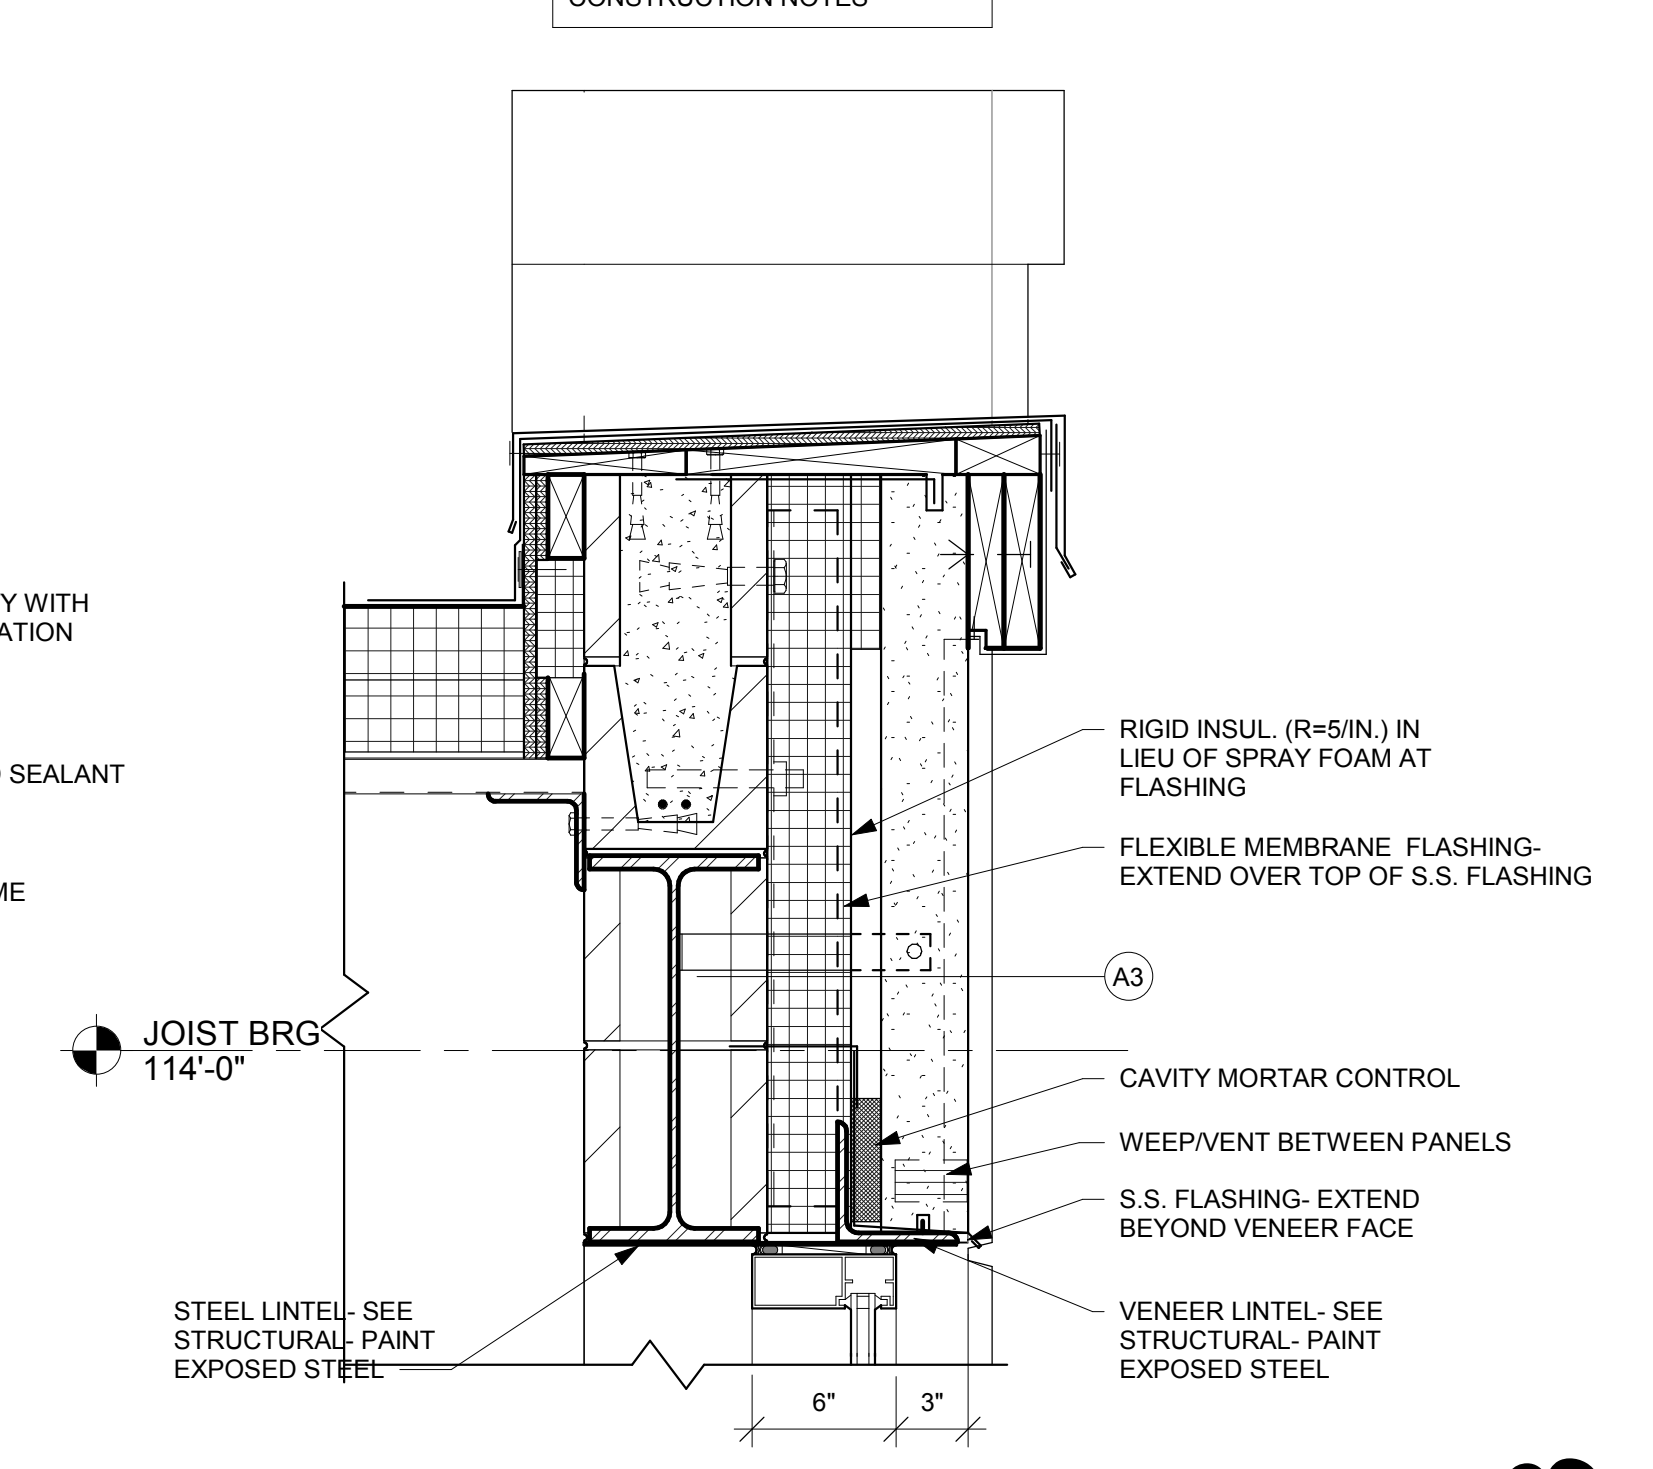 CONSTRUCTION NOTES
Y WITH
ATION
SEALANT
ME
RIGID INSUL. (R=5/IN.) IN
LIEU OF SPRAY FOAM AT
FLASHING
FLEXIBLE MEMBRANE FLASHING-
EXTEND OVER TOP OF S.S. FLASHING
A3
JOIST BRG
114'-0"
CAVITY MORTAR CONTROL
WEEP/VENT BETWEEN PANELS
S.S. FLASHING- EXTEND
BEYOND VENEER FACE
STEEL LINTEL- SEE
STRUCTURAL- PAINT
EXPOSED STEEL
VENEER LINTEL- SEE
STRUCTURAL- PAINT
EXPOSED STEEL
6"
3"